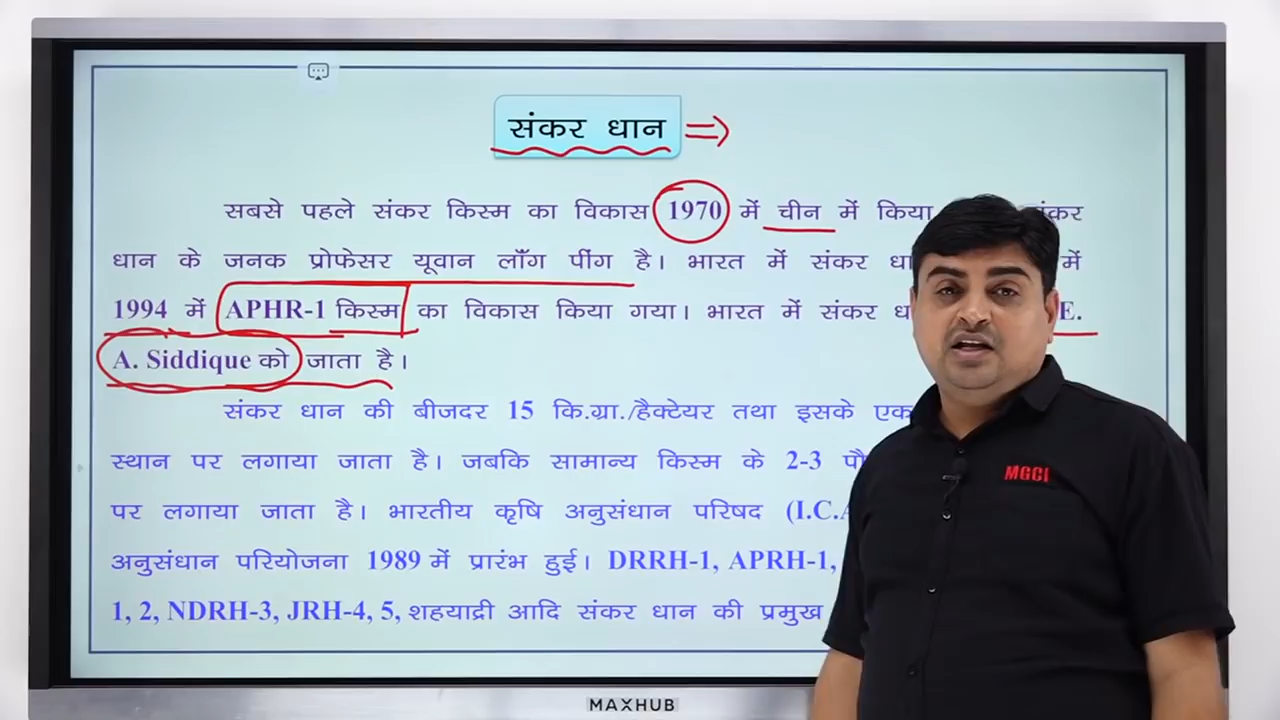 संकर धान
सबसे पहले संकर किस्म का विकास 1970 में चीन में किया
धान के जनक प्रोफेसर यूवान लॉंग पींग है। भारत में संकर में
1994 में APHR-1 किस्म का विकास किया गया। भारत में संकर E.
A. Siddique को जाता है।
संकर धान की बीजदर 15 कि.ग्रा./हैक्टेयर तथा इसके एक
स्थान पर लगाया जाता है। जबकि सामान्य किस्म के 2-3
पर लगाया जाता है। भारतीय कृषि अनुसंधान परिषद (I.C.A
अनुसंधान परियोजना 1989 में प्रारंभ हुई। DRRH-1, APRH-1,
1, 2, NDRH-3, JRH-4, 5, शहयाद्री आदि संकर धान की प्रमुख
MGCI
MAXHUB